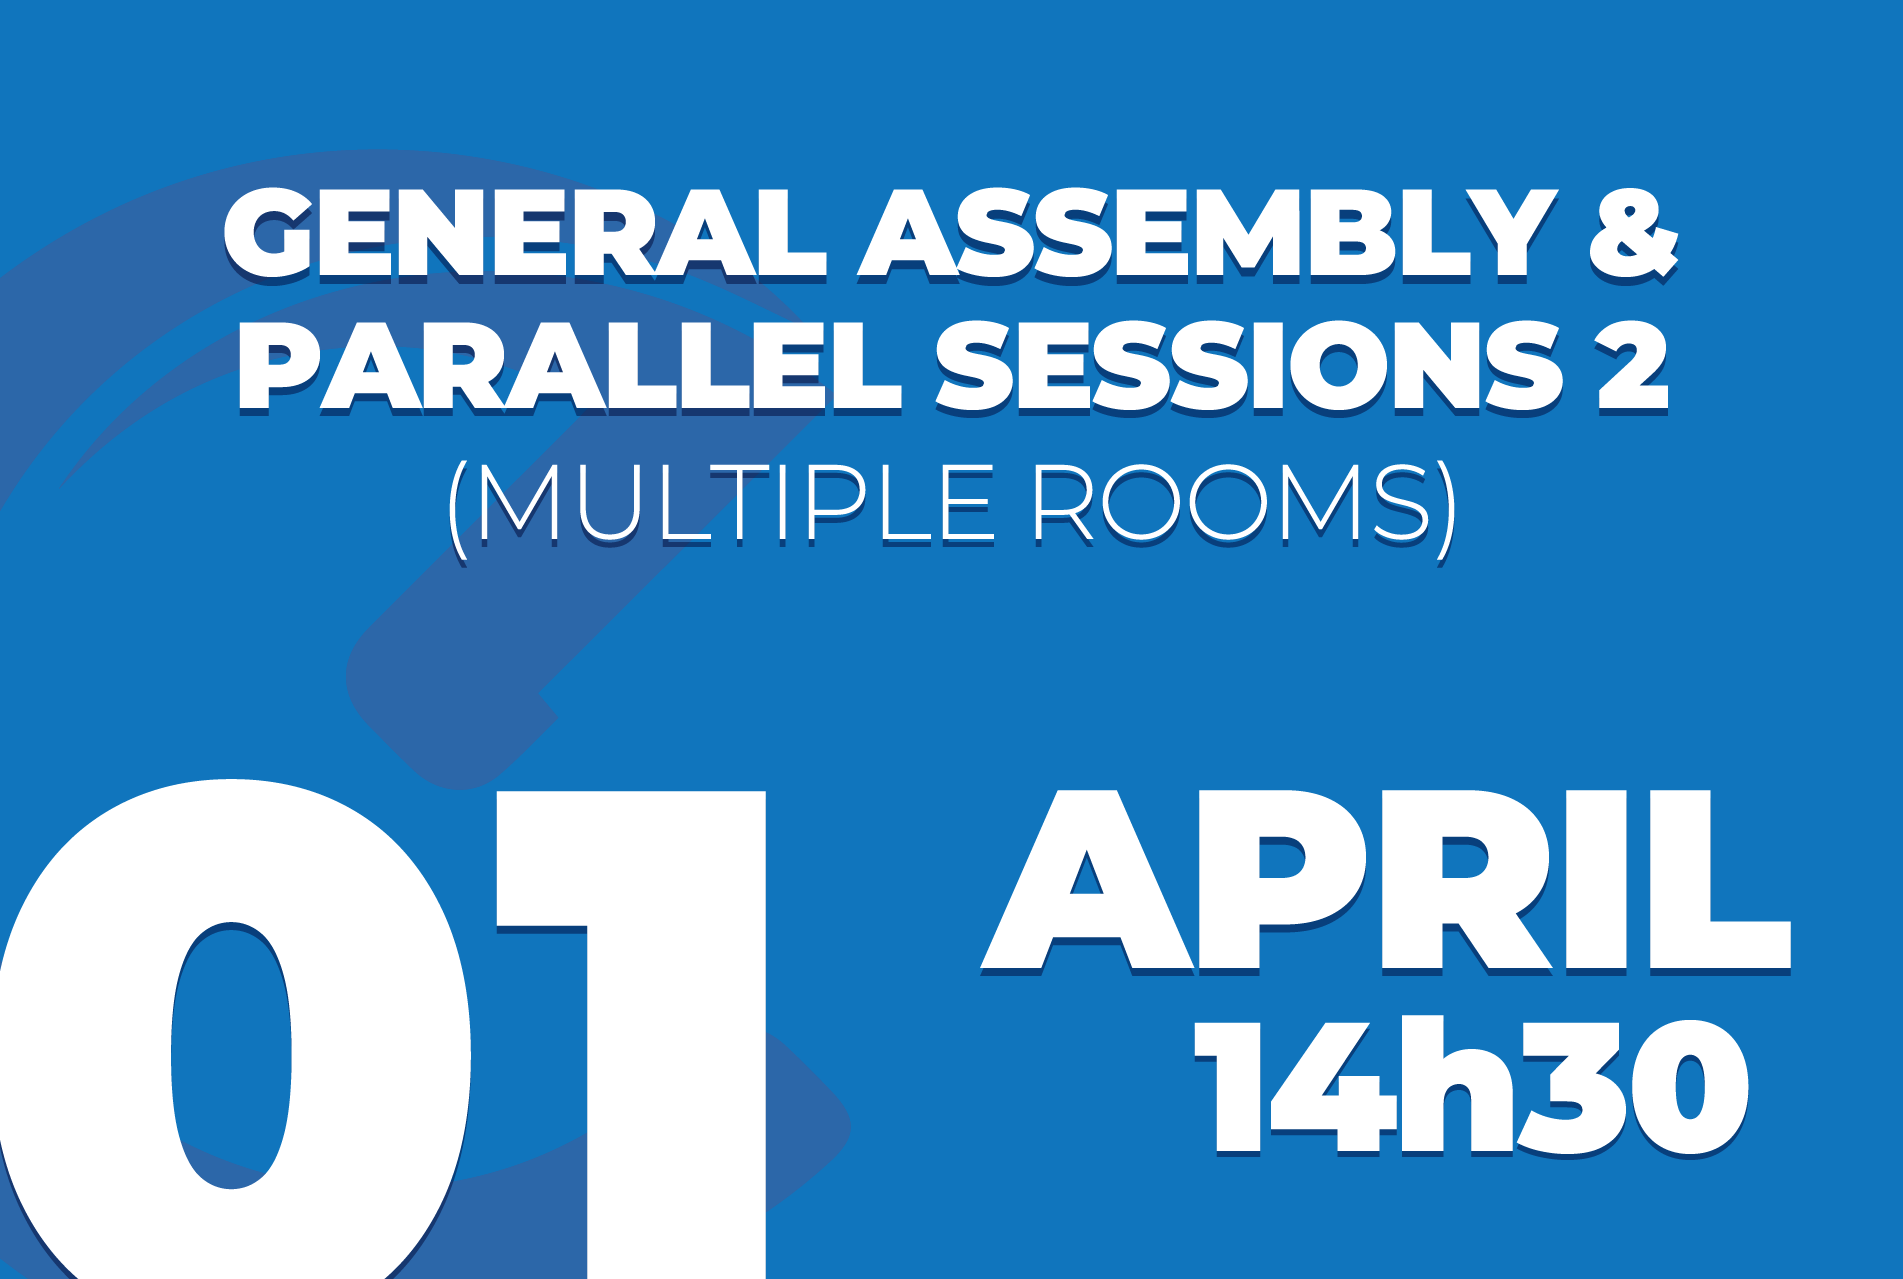 GENERAL ASSEMBLY &
PARALLEL SESSIONS 2
(MULTIPLE ROOMS)
01
APRIL
14h30